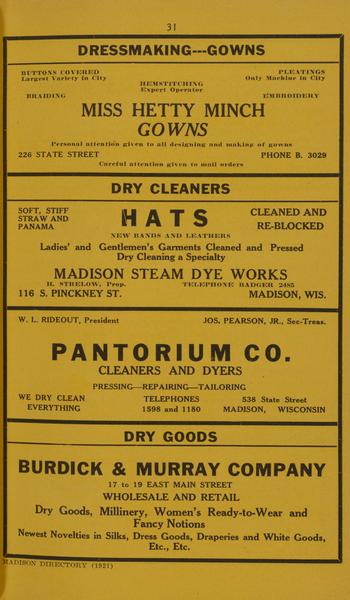 31
DRESSMAKING---GOWNS
BUTTONS COVERED
Largest Variety in City
PLEATINGS
Only Machine in City
HEMSTITCHING
Expert Operator
BRAIDING
EMBROIDERY
MISS HETTY MINCH
GOWNS
Personal attention given to all designing and making of gowns
226 STATE STREET PHONE B. 3029
Careful attention given to mail orders
DRY CLEANERS
SOFT, STIFF
STRAW AND
PANAMA
HATS
CLEANED AND
RE-BLOCKED
NEW BANDS AND LEATHERS
Ladies' and Gentlemen's Garments Cleaned and Pressed
Dry Cleaning a Specialty
MADISON STEAM DYE WORKS
H. STRELOW, Prop. TELEPHONE BADGER 2485
116 S. PINCKNEY ST. MADISON, WIS.
W. L. RIDEOUT, President JOS. PEARSON, JR., Sec-Treas.
PANTORIUM CO.
CLEANERS AND DYERS
PRESSING—REPAIRING—TAILORING
WE DRY CLEAN
EVERYTHING
TELEPHONES
1598 and 1180
538 State Street
MADISON, WISCONSIN
DRY GOODS
BURDICK & MURRAY COMPANY
17 to 19 EAST MAIN STREET
WHOLESALE AND RETAIL
Dry Goods, Millinery, Women's Ready-to-Wear and
Fancy Notions
Newest Novelties in Silks, Dress Goods, Draperies and White Goods,
Etc., Etc.
MADISON DIRECTORY (1921)